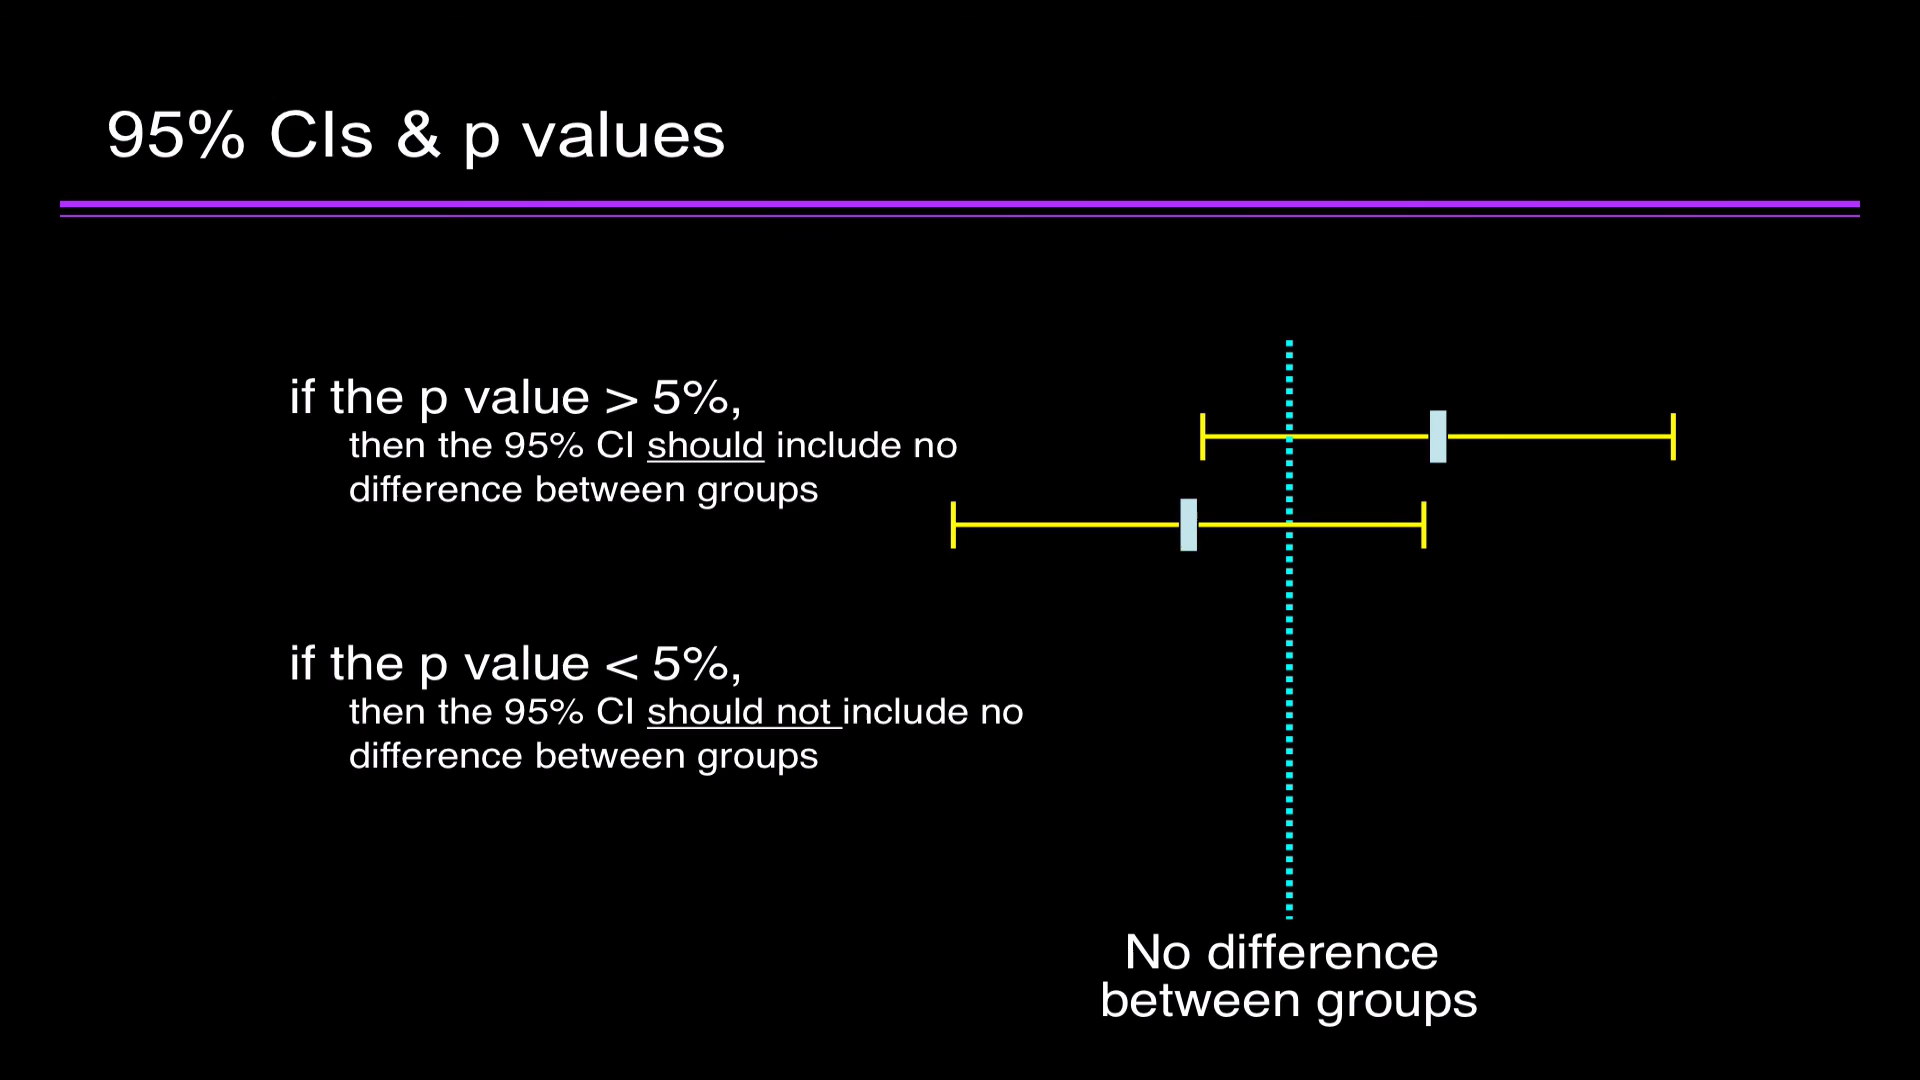 95% CIs & p values
if the p value > 5%,
then the 95% CI should include no
difference between groups
if the p value < 5%,
then the 95% CI should not include no
difference between groups
No difference
between groups